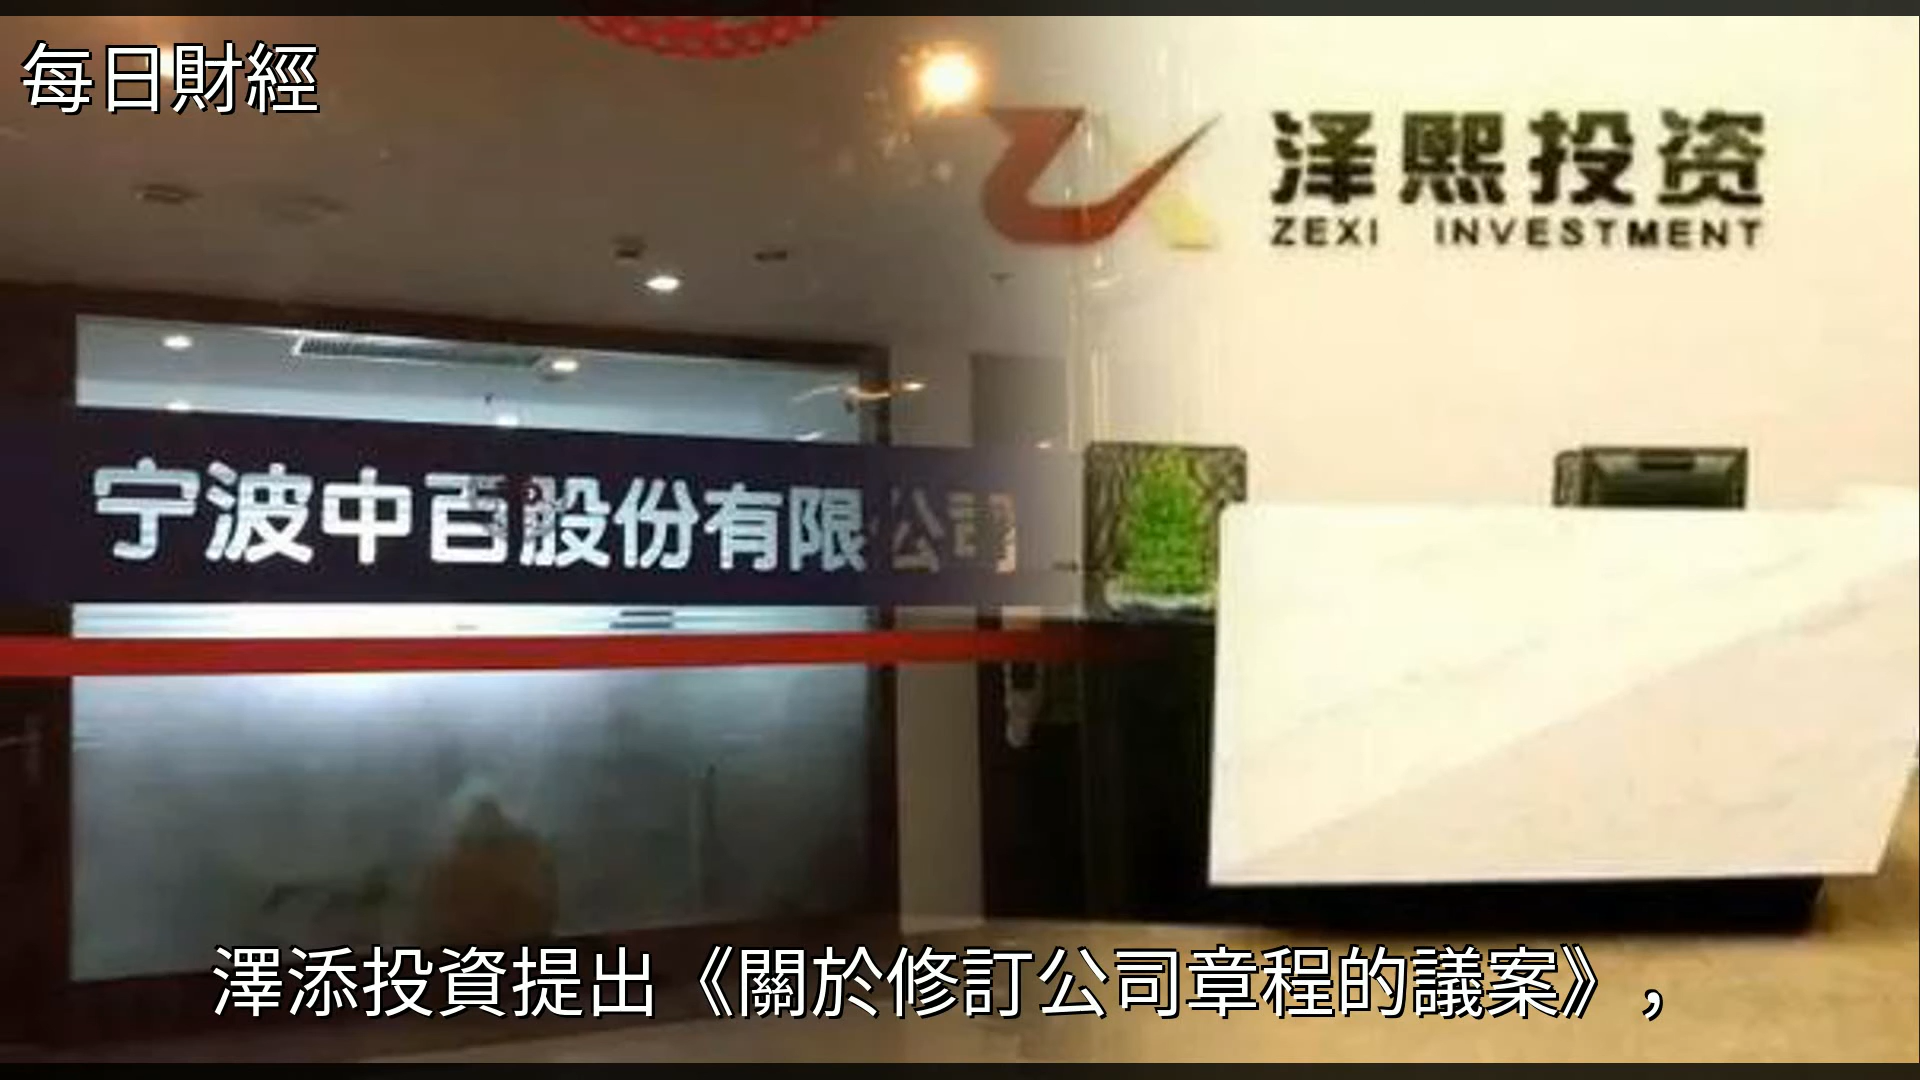 每日財經
泽熙投资
ZEXI INVESTMENT
宁波中百股份有限公司
澤添投資提出《關於修訂公司章程的議案》，